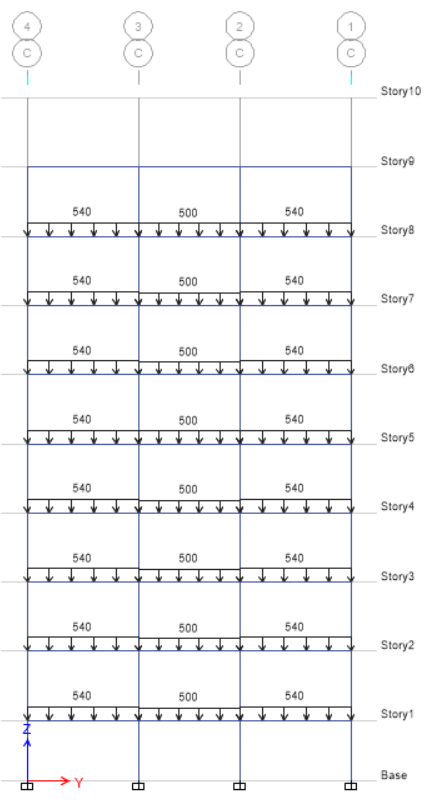 4 3 2 1
C C C C
Story10
Story9
540 500 540
Story8
540 500 540
Story7
540 500 540
Story6
540 500 540
Story5
540 500 540
Story4
540 500 540
Story3
540 500 540
Story2
540 500 540
Story1
Z
Base
Y